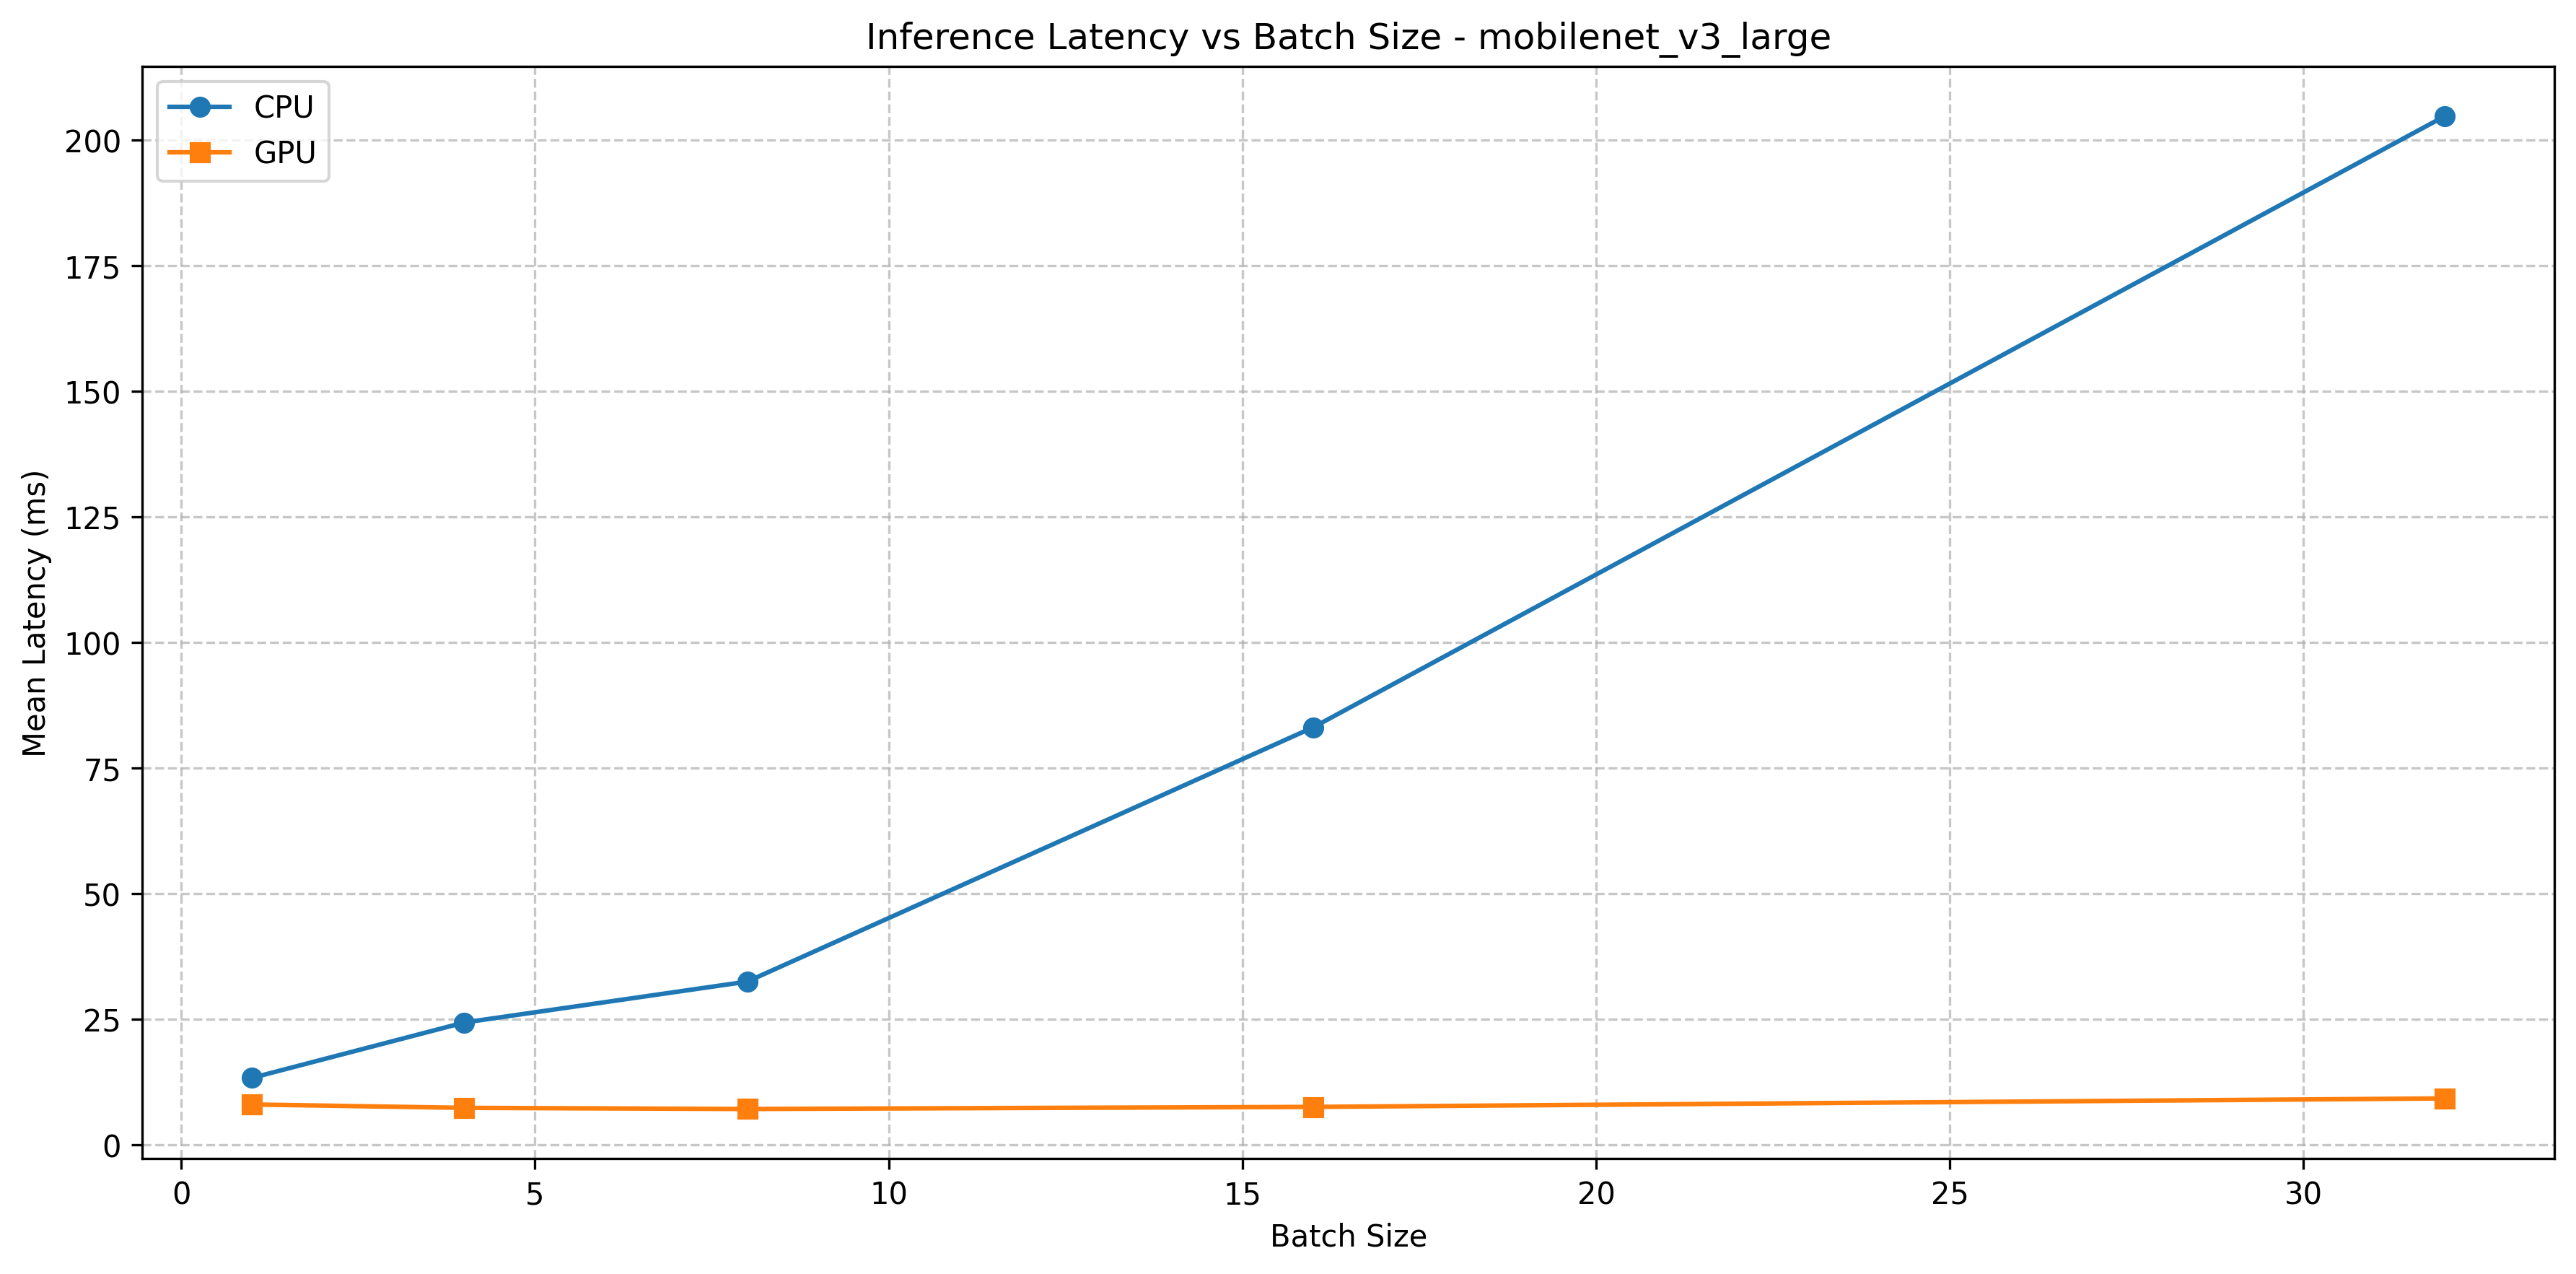 Inference Latency vs Batch Size - mobilenet_v3_large
CPU
GPU
200
175
150
125
100
75
50
25
0
Mean Latency (ms)
0 5 10 15 20 25 30
Batch Size